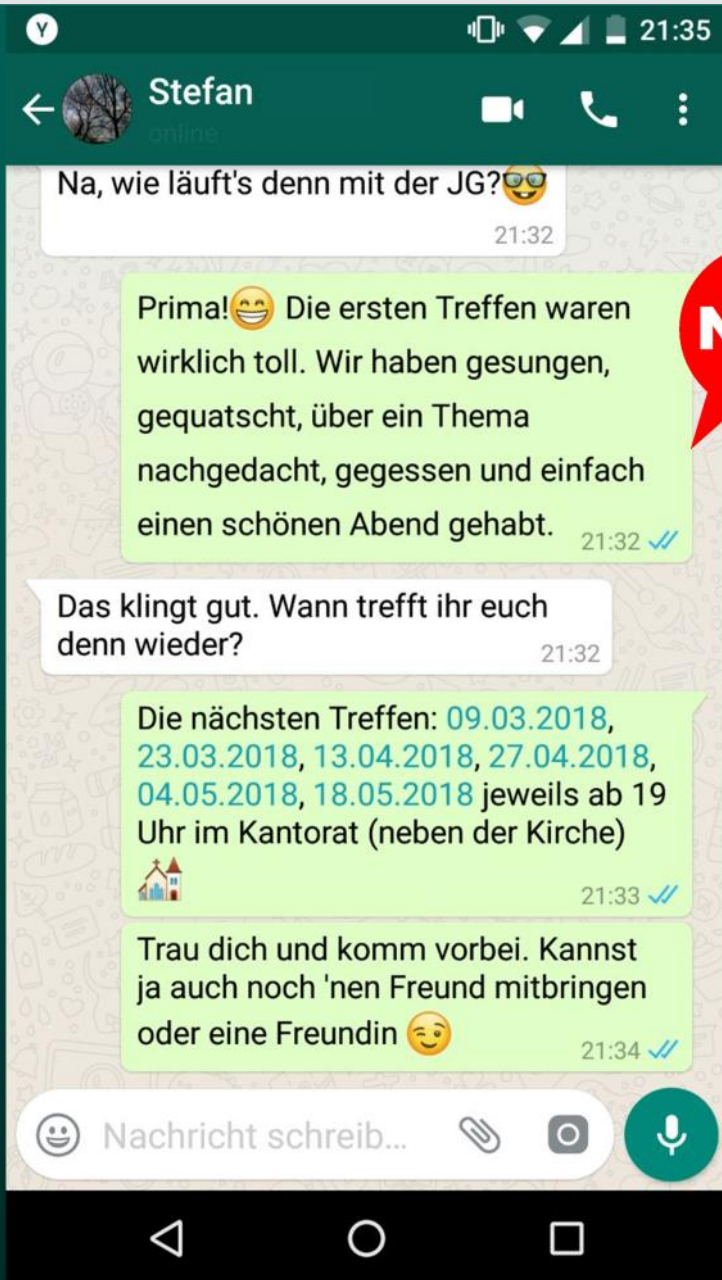 Y
21:35
Stefan
online
Na, wie läuft's denn mit der JG?🤓
21:32
Prima!😁 Die ersten Treffen waren
wirklich toll. Wir haben gesungen,
gequatscht, über ein Thema
nachgedacht, gegessen und einfach
einen schönen Abend gehabt.
21:32
Das klingt gut. Wann trefft ihr euch
denn wieder?
21:32
Die nächsten Treffen: 09.03.2018,
23.03.2018, 13.04.2018, 27.04.2018,
04.05.2018, 18.05.2018 jeweils ab 19
Uhr im Kantorat (neben der Kirche)
⛪
21:33
Trau dich und komm vorbei. Kannst
ja auch noch 'nen Freund mitbringen
oder eine Freundin 😉
21:34
Nachricht schreib...